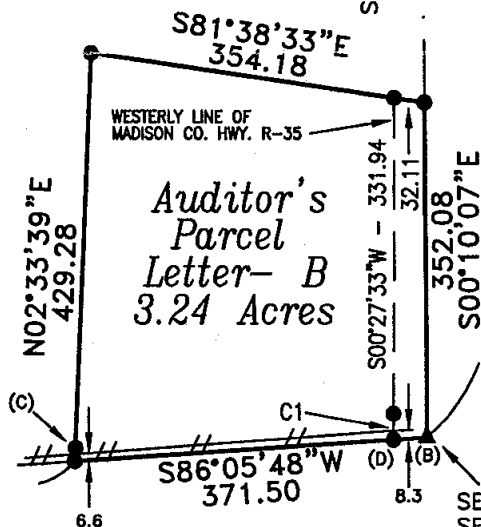 S
S81°38'33"E
354.18
WESTERLY LINE OF
MADISON CO. HWY. R-35
Auditor's
Parcel
Letter- B
3.24 Acres
N02°33'39"E
429.28
S00°27'33"W - 331.94
32.11
352.08
S00°10'07"E
(C)
C1
(D)
(B)
S86°05'48"W
371.50
6.6
8.3
SE